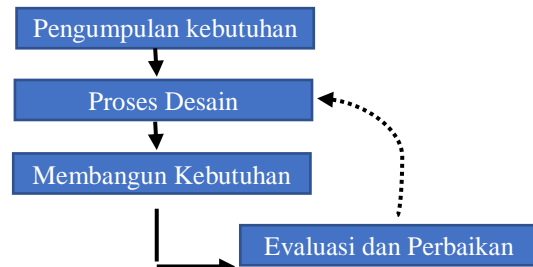 Pengumpulan kebutuhan
Proses Desain
Membangun Kebutuhan
Evaluasi dan Perbaikan